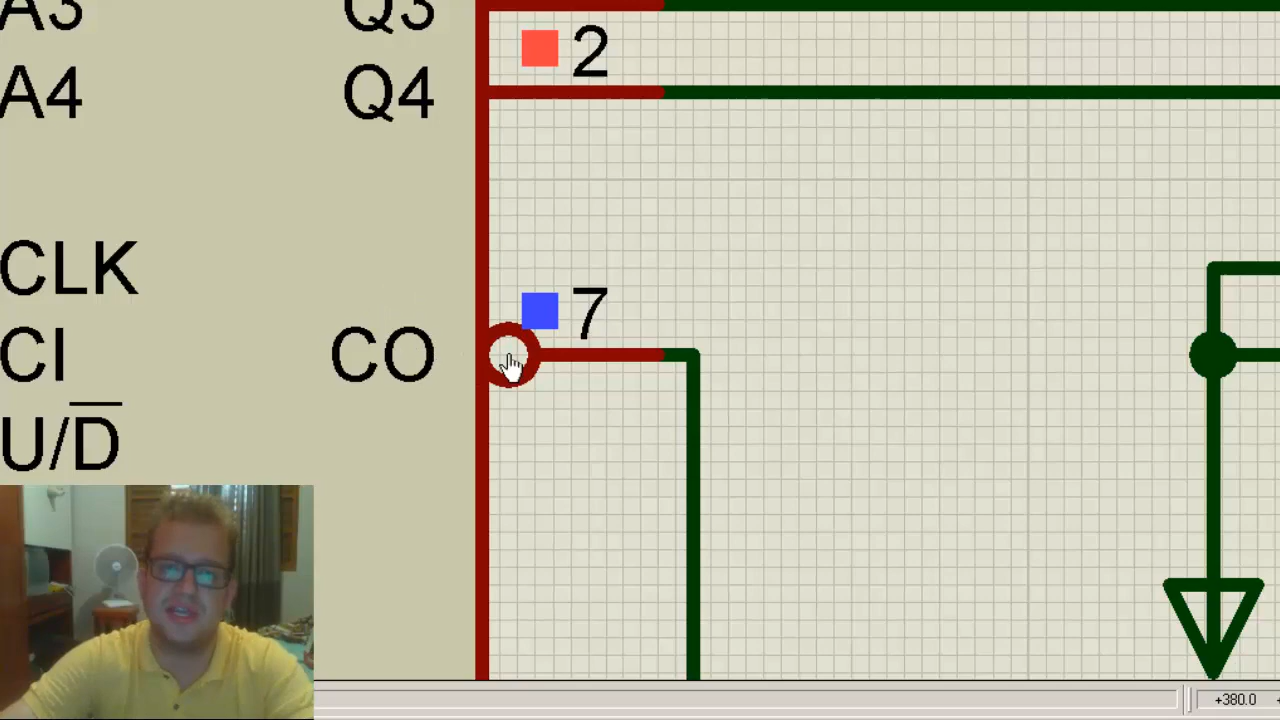 A3 Q3
2
A4 Q4
CLK
7
CI CO
U/D̅
+380.0